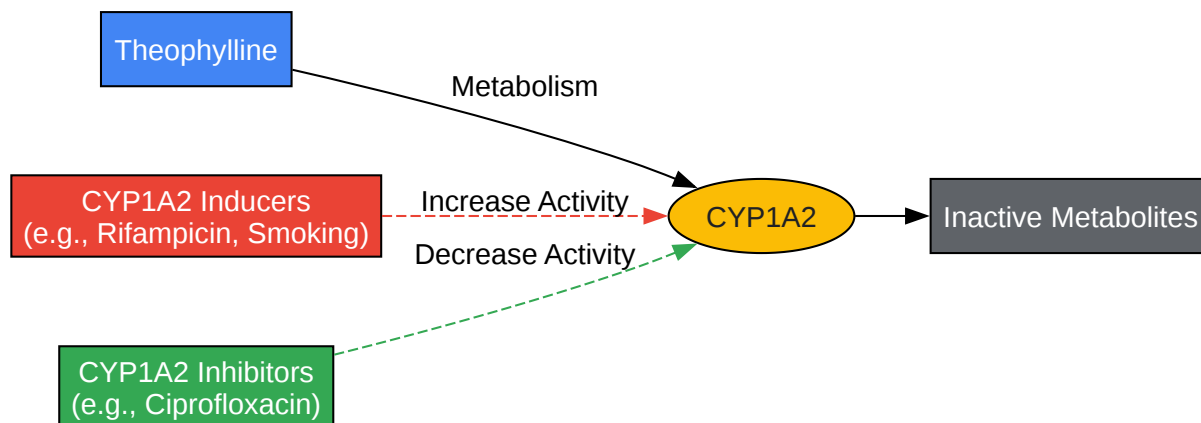 Theophylline
Metabolism
CYP1A2 Inducers
(e.g., Rifampicin, Smoking)
Increase Activity
CYP1A2
Inactive Metabolites
Decrease Activity
CYP1A2 Inhibitors
(e.g., Ciprofloxacin)